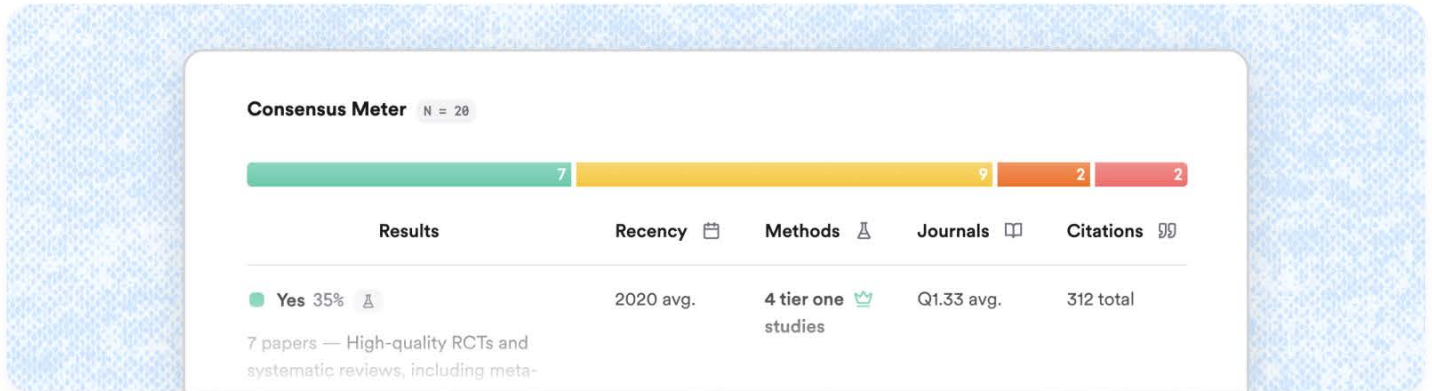 Consensus Meter N = 20
7 9 2 2
Results Recency Methods Journals Citations
Yes 35% 2020 avg. 4 tier one Q1.33 avg. 312 total
studies
7 papers — High-quality RCTs and
systematic reviews, including meta-